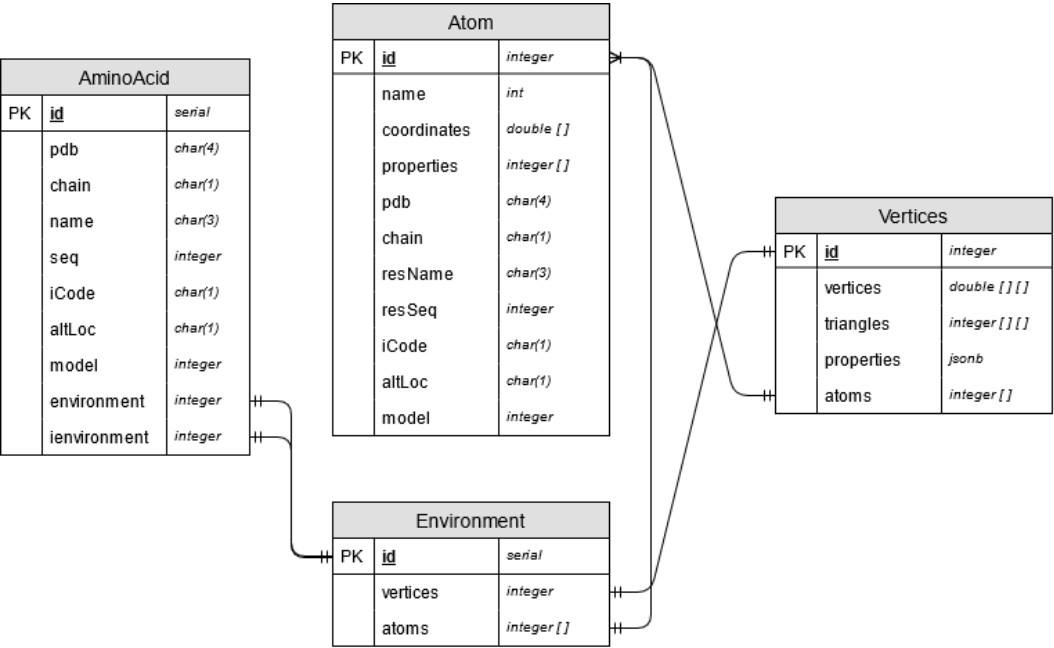 AminoAcid
PK id serial
pdb char(4)
chain char(1)
name char(3)
seq integer
iCode char(1)
altLoc char(1)
model integer
environment integer
ienvironment integer
Atom
PK id integer
name int
coordinates double [ ]
properties integer [ ]
pdb char(4)
chain char(1)
resName char(3)
resSeq integer
iCode char(1)
altLoc char(1)
model integer
Environment
PK id serial
vertices integer
atoms integer [ ]
Vertices
PK id integer
vertices double [ ] [ ]
triangles integer [ ] [ ]
properties jsonb
atoms integer [ ]